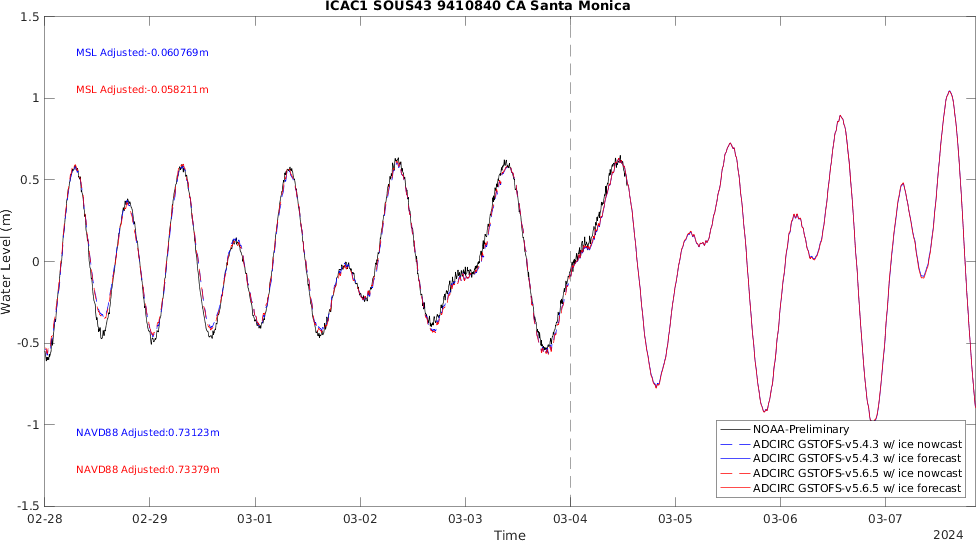 ICAC1 SOUS43 9410840 CA Santa Monica
1.5
1
0.5
0
-0.5
-1
-1.5
Water Level (m)
MSL Adjusted:-0.060769m
MSL Adjusted:-0.058211m
NAVD88 Adjusted:0.73123m
NAVD88 Adjusted:0.73379m
NOAA-Preliminary
ADCIRC GSTOFS-v5.4.3 w/ ice nowcast
ADCIRC GSTOFS-v5.4.3 w/ ice forecast
ADCIRC GSTOFS-v5.6.5 w/ ice nowcast
ADCIRC GSTOFS-v5.6.5 w/ ice forecast
02-28 02-29 03-01 03-02 03-03 03-04 03-05 03-06 03-07
Time
2024